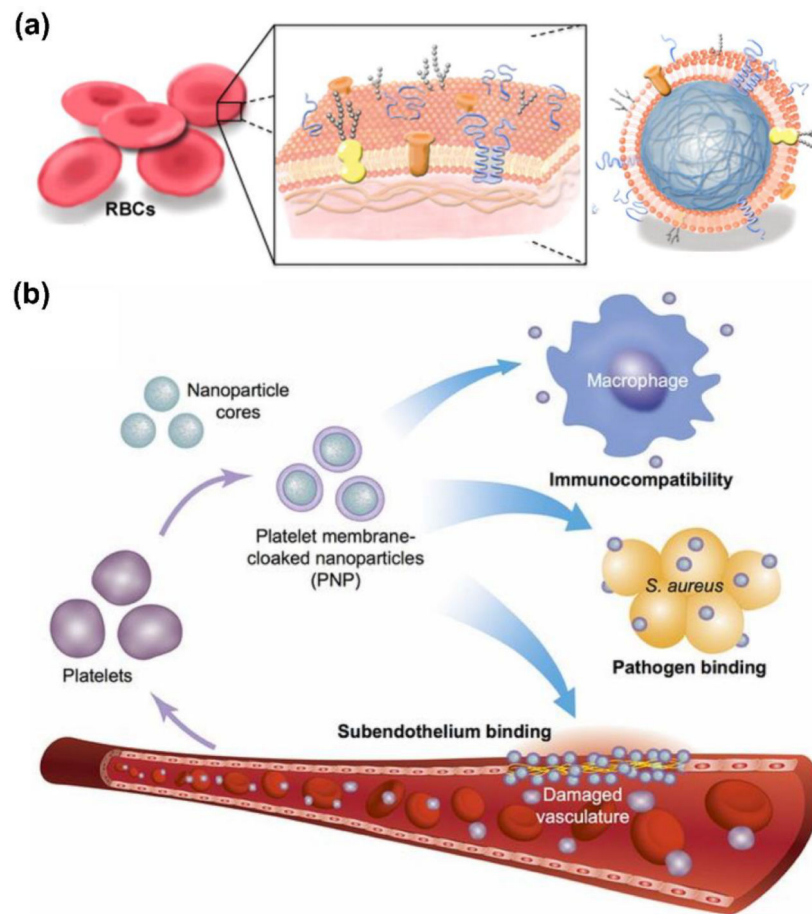 (a)
RBCs
(b)
Nanoparticle
cores
Macrophage
Immunocompatibility
Platelet membrane-
cloaked nanoparticles
(PNP)
S. aureus
Pathogen binding
Platelets
Subendothelium binding
Damaged
vasculature